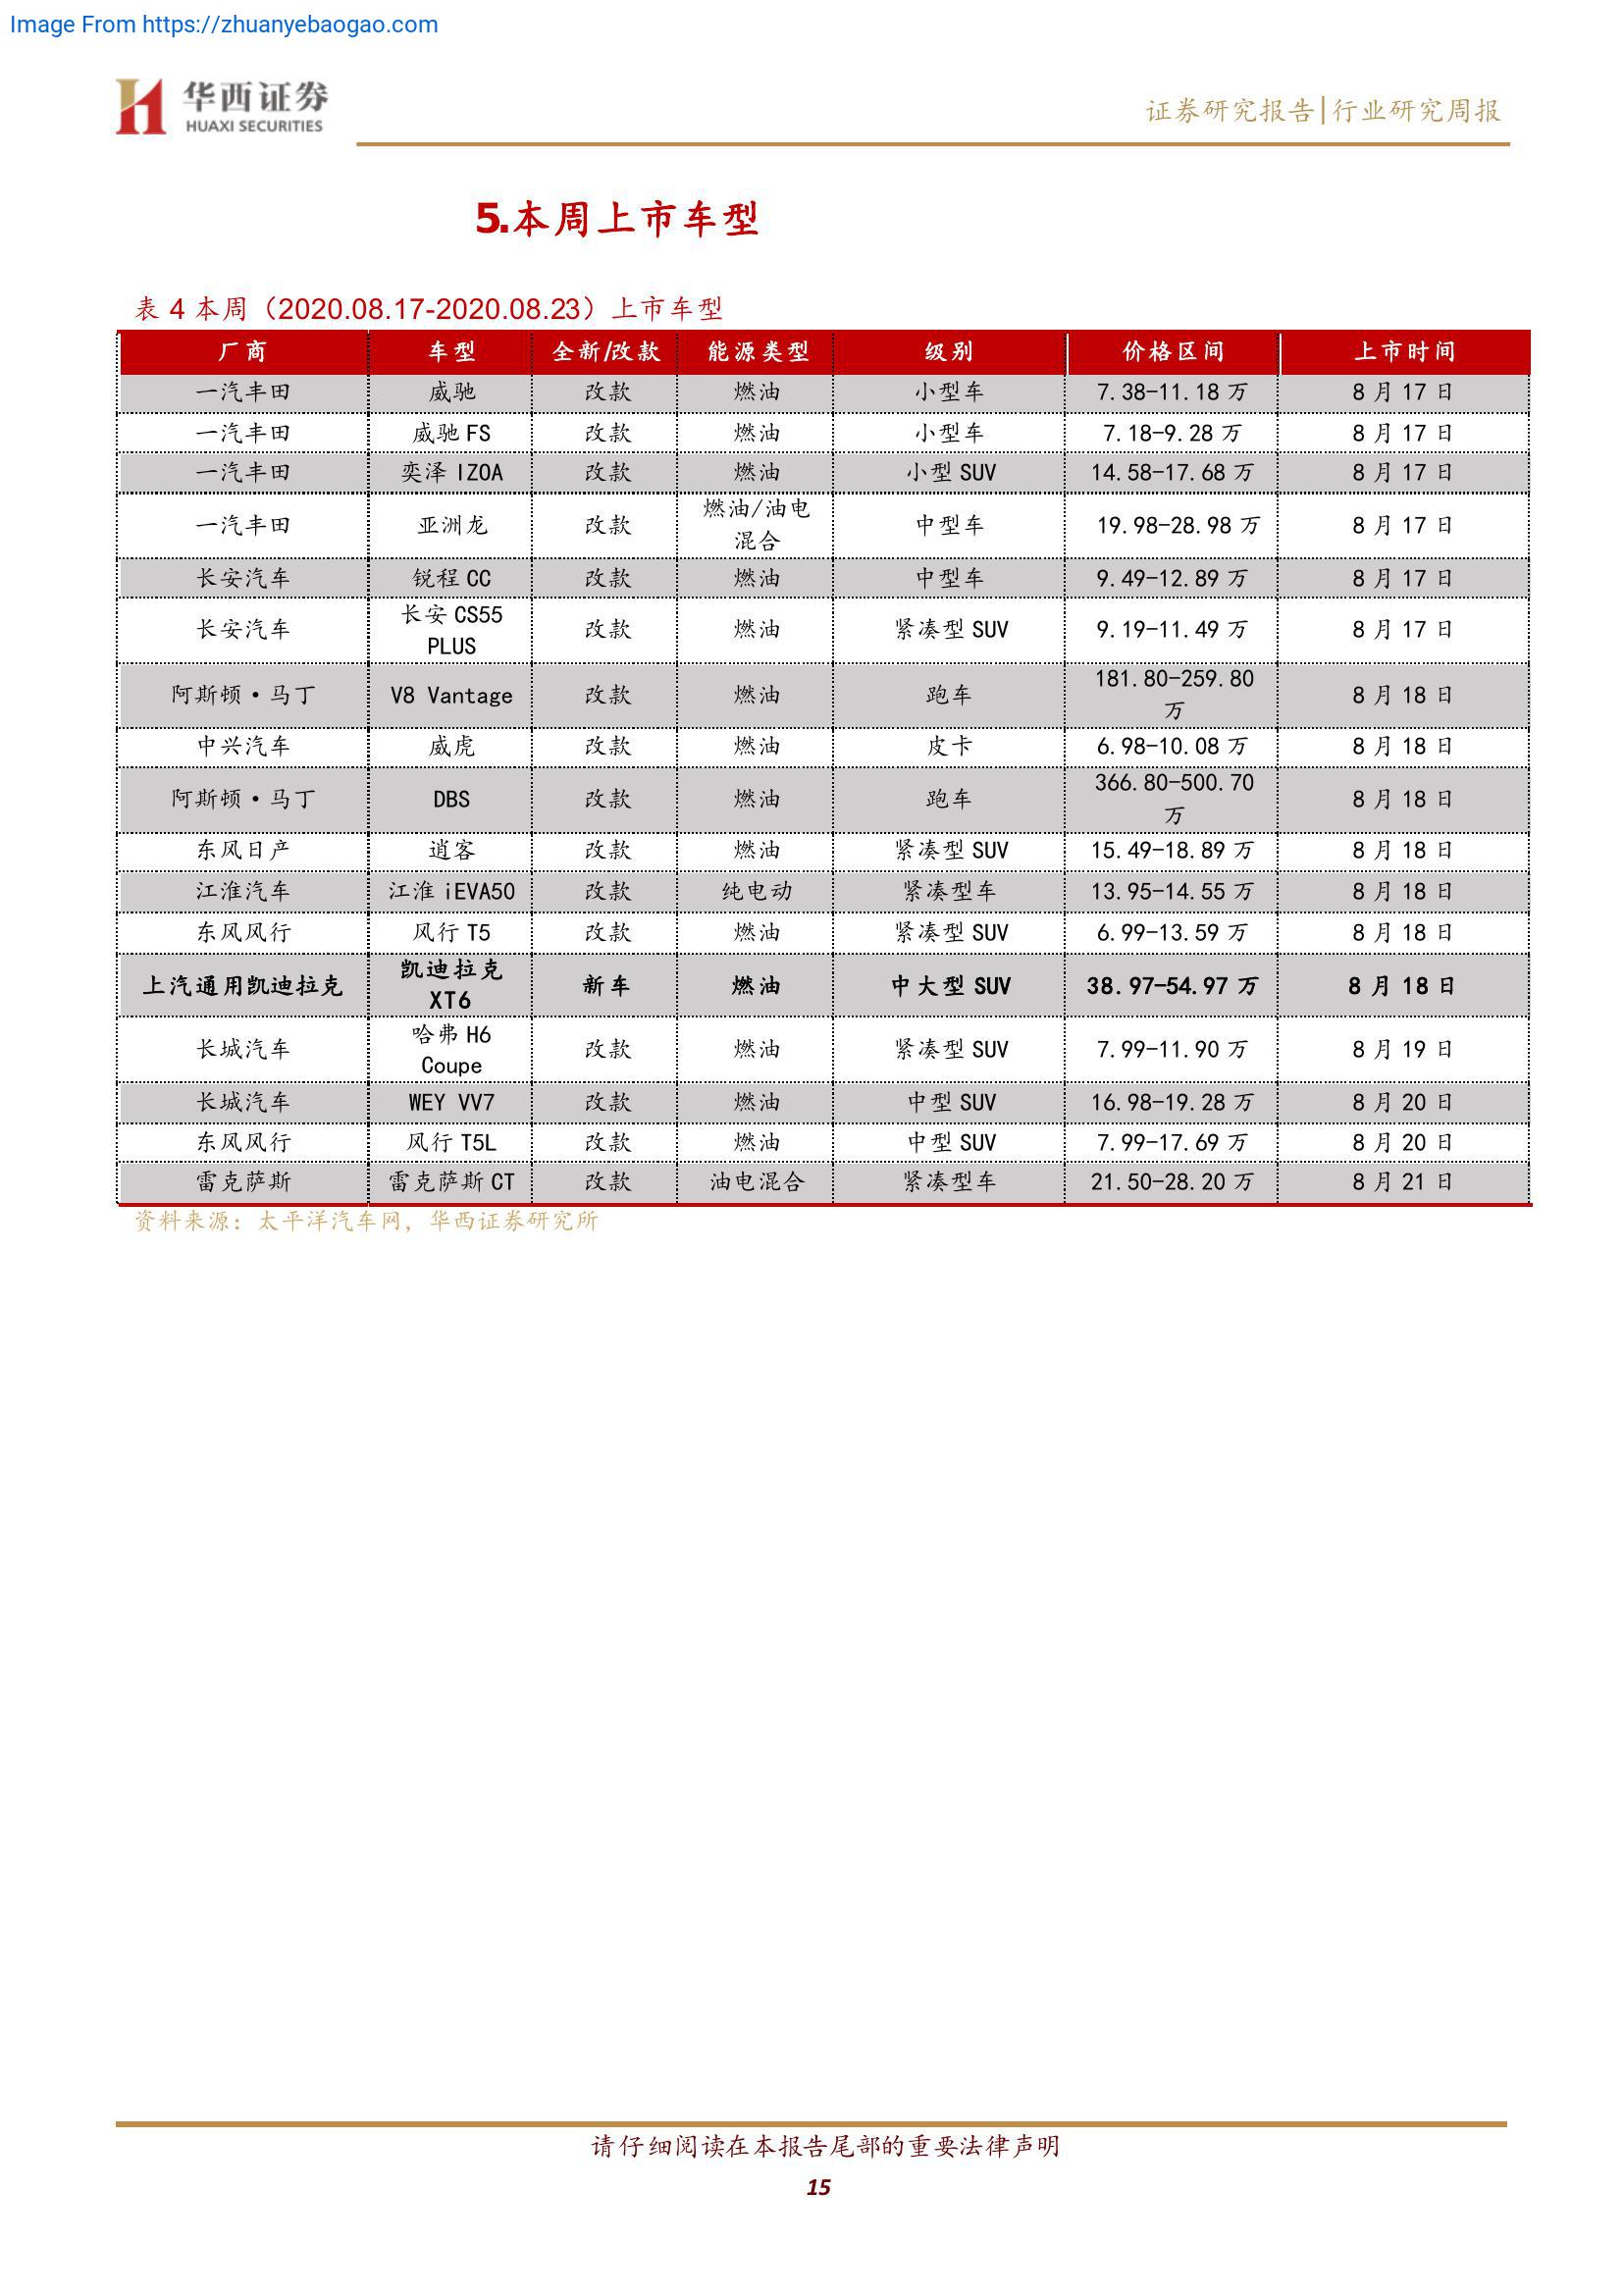 Image From https://zhuanyebaogao.com
华西证券
HUAXI SECURITIES
证券研究报告|行业研究周报
5.本周上市车型
表 4 本周（2020.08.17-2020.08.23）上市车型
厂商 车型 全新/改款 能源类型 级别 价格区间 上市时间
一汽丰田 威驰 改款 燃油 小型车 7.38-11.18 万 8 月 17 日
一汽丰田 威驰 FS 改款 燃油 小型车 7.18-9.28 万 8 月 17 日
一汽丰田 奕泽 IZOA 改款 燃油 小型 SUV 14.58-17.68 万 8 月 17 日
一汽丰田 亚洲龙 改款 燃油/油电
混合 中型车 19.98-28.98 万 8 月 17 日
长安汽车 锐程 CC 改款 燃油 中型车 9.49-12.89 万 8 月 17 日
长安汽车 长安 CS55
PLUS 改款 燃油 紧凑型 SUV 9.19-11.49 万 8 月 17 日
阿斯顿·马丁 V8 Vantage 改款 燃油 跑车 181.80-259.80
万 8 月 18 日
中兴汽车 威虎 改款 燃油 皮卡 6.98-10.08 万 8 月 18 日
阿斯顿·马丁 DBS 改款 燃油 跑车 366.80-500.70
万 8 月 18 日
东风日产 逍客 改款 燃油 紧凑型 SUV 15.49-18.89 万 8 月 18 日
江淮汽车 江淮 iEVA50 改款 纯电动 紧凑型车 13.95-14.55 万 8 月 18 日
东风风行 风行 T5 改款 燃油 紧凑型 SUV 6.99-13.59 万 8 月 18 日
上汽通用凯迪拉克 凯迪拉克
XT6 新车 燃油 中大型 SUV 38.97-54.97 万 8 月 18 日
长城汽车 哈弗 H6
Coupe 改款 燃油 紧凑型 SUV 7.99-11.90 万 8 月 19 日
长城汽车 WEY VV7 改款 燃油 中型 SUV 16.98-19.28 万 8 月 20 日
东风风行 风行 T5L 改款 燃油 中型 SUV 7.99-17.69 万 8 月 20 日
雷克萨斯 雷克萨斯 CT 改款 油电混合 紧凑型车 21.50-28.20 万 8 月 21 日
资料来源：太平洋汽车网，华西证券研究所
请仔细阅读在本报告尾部的重要法律声明
15